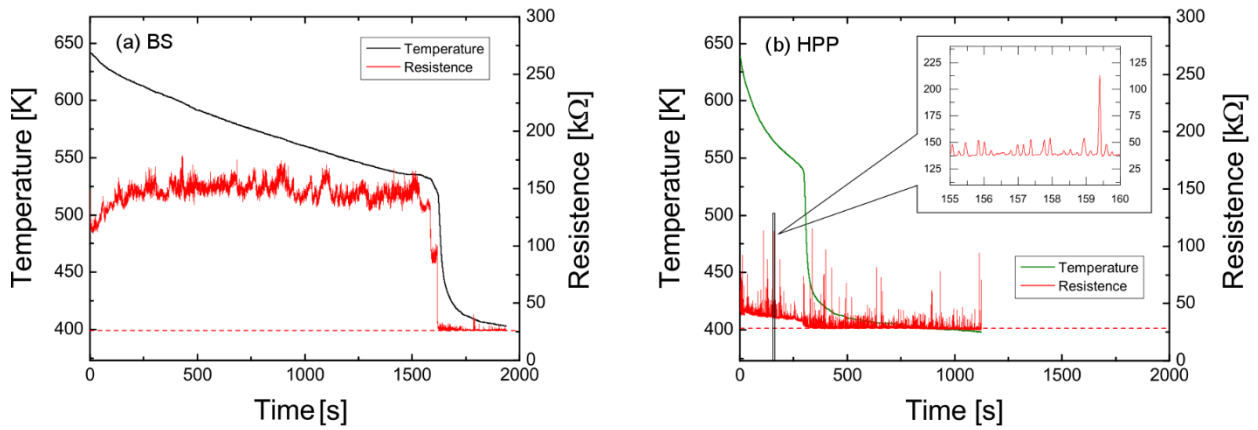 (a) BS
Temperature
Resistence
Temperature [K]
650
600
550
500
450
400
300
250
200
150
100
50
0
Resistence [kΩ]
0 500 1000 1500 2000
Time [s]
(b) HPP
Temperature [K]
650
600
550
500
450
400
225
200
175
150
125
125
100
75
50
25
155 156 157 158 159 160
Temperature
Resistence
300
250
200
150
100
50
0
Resistence [kΩ]
0 500 1000 1500 2000
Time [s]